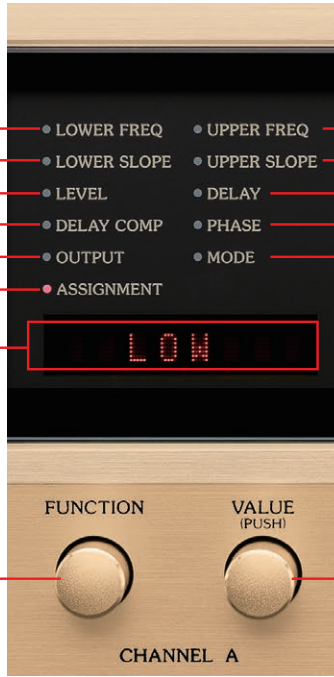 LOWER FREQ UPPER FREQ
LOWER SLOPE UPPER SLOPE
LEVEL DELAY
DELAY COMP PHASE
OUTPUT MODE
ASSIGNMENT
LOW
FUNCTION VALUE
(PUSH)
CHANNEL A